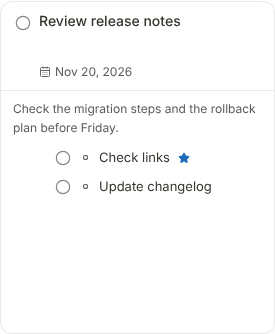 Review release notes
Nov 20, 2026
Check the migration steps and the rollback
plan before Friday.
Check links
Update changelog